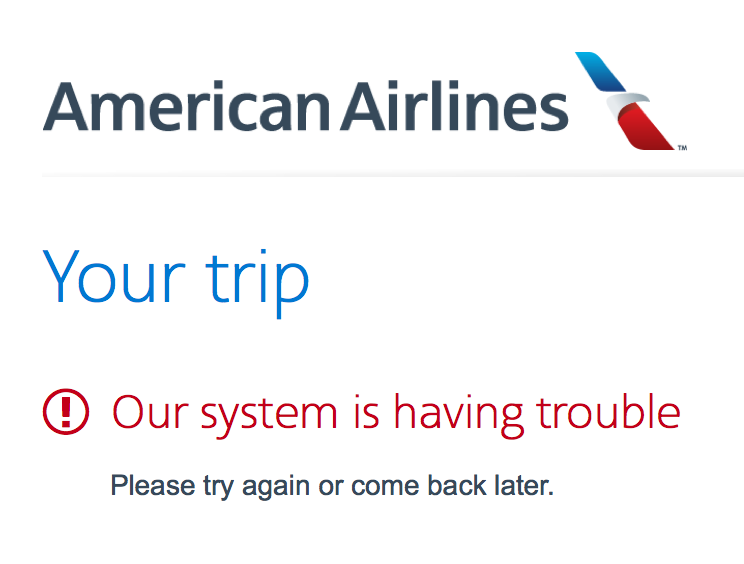 American Airlines ™
Your trip
Our system is having trouble
Please try again or come back later.